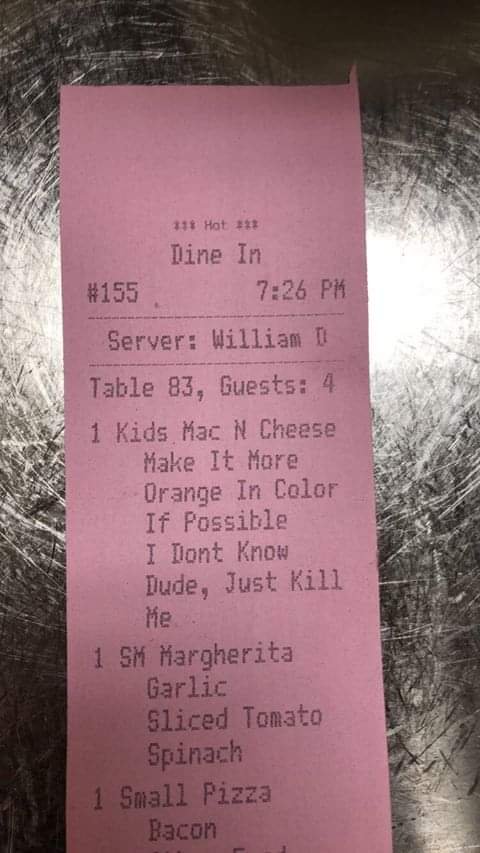 *** Hot ***
Dine In
#155 7:26 PM
Server: William D
Table 83, Guests: 4
1 Kids Mac N Cheese
Make It More
Orange In Color
If Possible
I Dont Know
Dude, Just Kill
Me
1 SM Margherita
Garlic
Sliced Tomato
Spinach
1 Small Pizza
Bacon